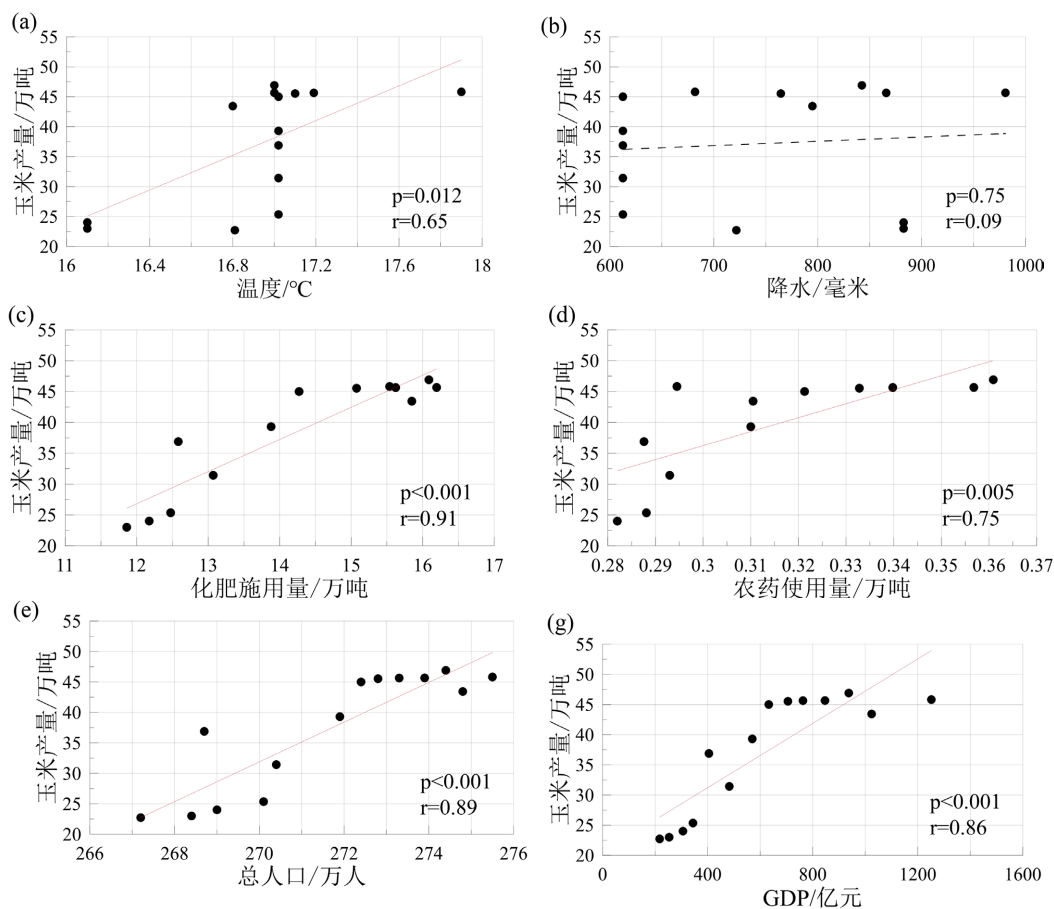 (a)
55
50
45
40
35
30
25
20
玉米产量/万吨
p=0.012
r=0.65
16 16.4 16.8 17.2 17.6 18
温度/℃
(b)
55
50
45
40
35
30
25
20
玉米产量/万吨
p=0.75
r=0.09
600 700 800 900 1000
降水/毫米
(c)
55
50
45
40
35
30
25
20
玉米产量/万吨
p<0.001
r=0.91
11 12 13 14 15 16 17
化肥施用量/万吨
(d)
55
50
45
40
35
30
25
20
玉米产量/万吨
p=0.005
r=0.75
0.28 0.29 0.3 0.31 0.32 0.33 0.34 0.35 0.36 0.37
农药使用量/万吨
(e)
55
50
45
40
35
30
25
20
玉米产量/万吨
p<0.001
r=0.89
266 268 270 272 274 276
总人口/万人
(g)
55
50
45
40
35
30
25
20
玉米产量/万吨
p<0.001
r=0.86
0 400 800 1200 1600
GDP/亿元